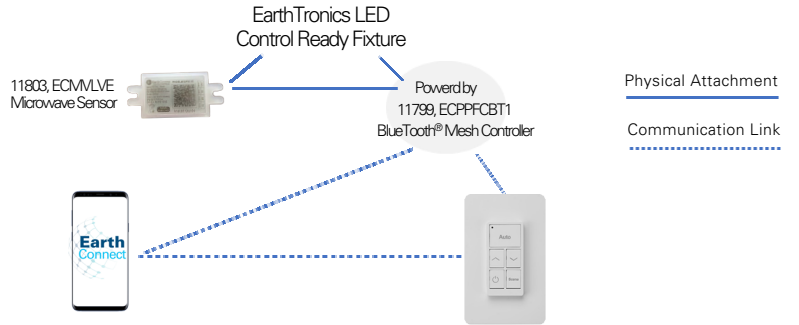 EarthTronics LED
Control Ready Fixture
11803, ECMVLVE
Microwave Sensor
Powerd by
11799, ECPPFCBT1
BlueTooth® Mesh Controller
Physical Attachment
Communication Link
Earth
Connect
Auto